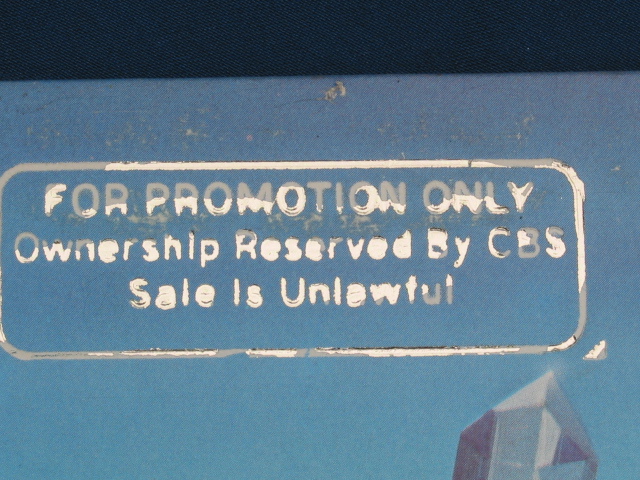 FOR PROMOTION ONLY
Ownership Reserved By CBS
Sale Is Unlawful